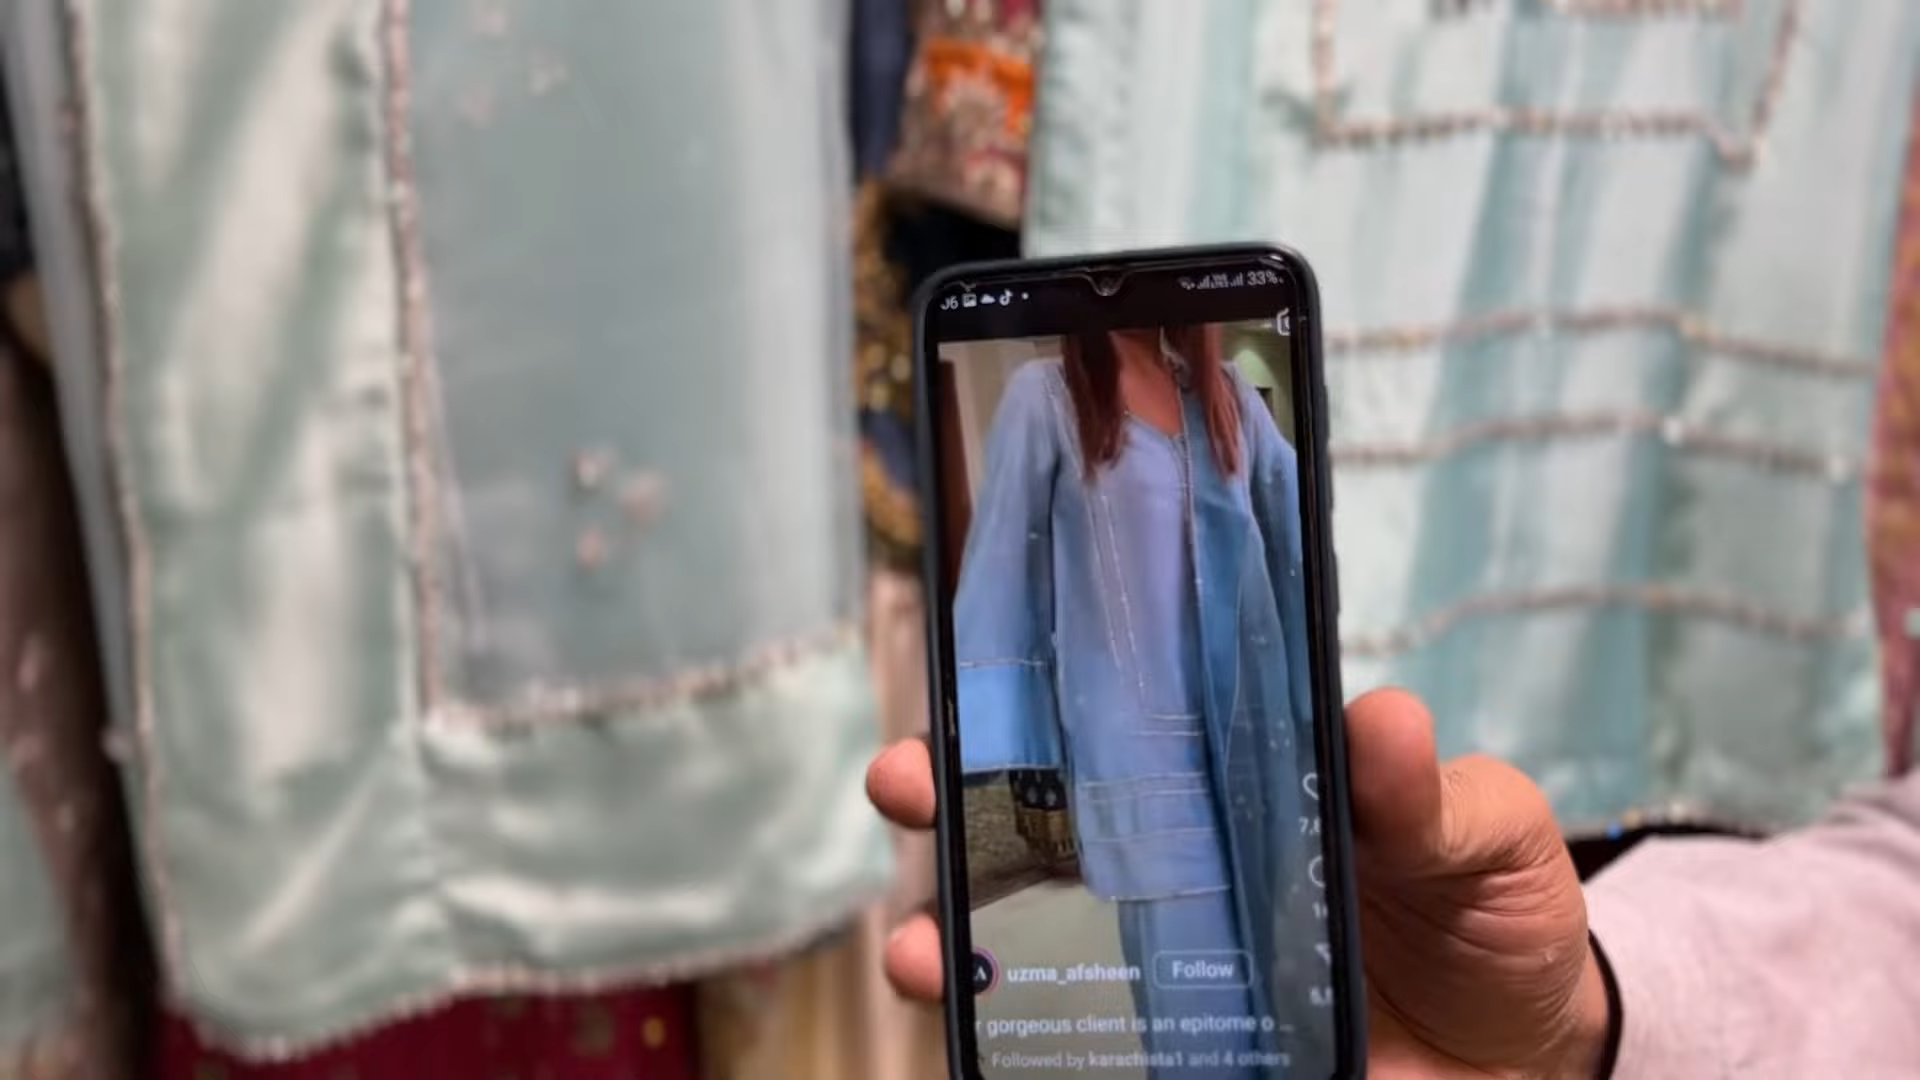 33%
uzma_afsheen Follow
r gorgeous client is an epitome o ...
Followed by karachista1 and 4 others